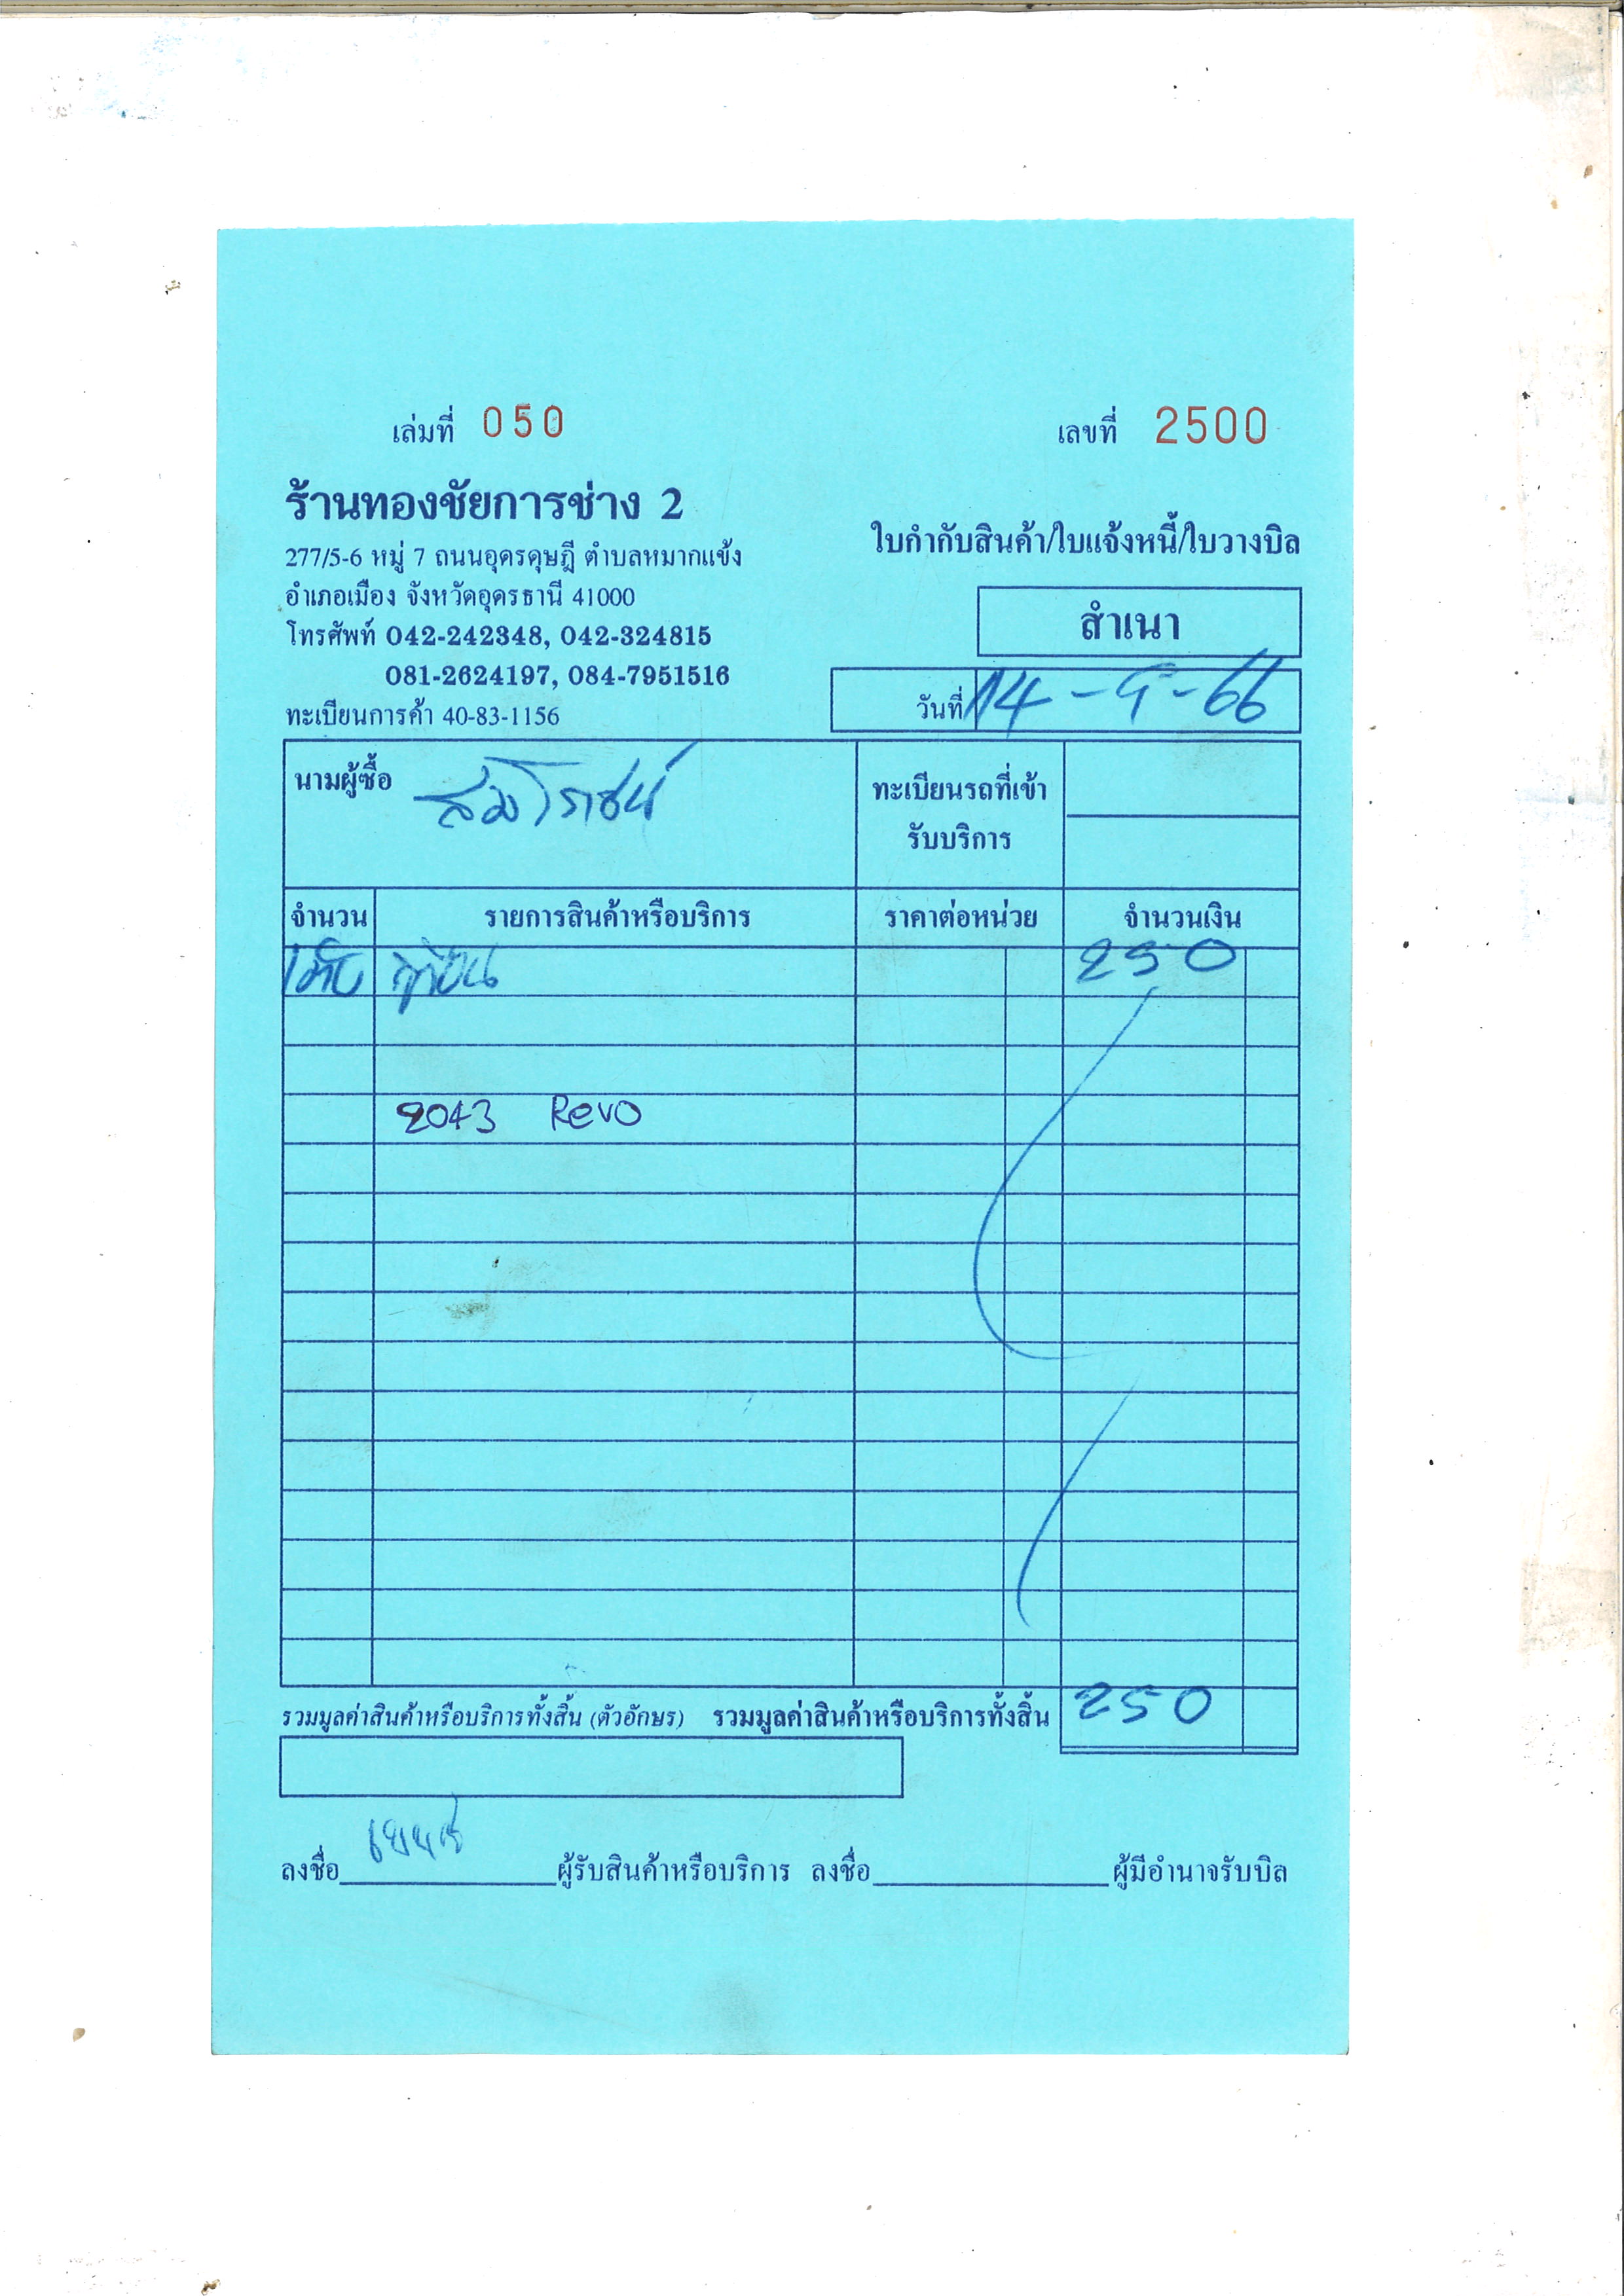 เล่มที่ 050 เลขที่ 2500
ร้านทองชัยการช่าง 2
ใบกำกับสินค้า/ใบแจ้งหนี้/ใบวางบิล
277/5-6 หมู่ 7 ถนนอุดรดุษฎี ตำบลหมากแข้ง
อำเภอเมือง จังหวัดอุดรธานี 41000
สำเนา
โทรศัพท์ 042-242348, 042-324815
081-2624197, 084-7951516
วันที่ 14-9-66
ทะเบียนการค้า 40-83-1156
นามผู้ซื้อ
ทะเบียนรถที่เข้า
รับบริการ
จำนวน รายการสินค้าหรือบริการ ราคาต่อหน่วย จำนวนเงิน
250
2043 Revo
รวมมูลค่าสินค้าหรือบริการทั้งสิ้น (ตัวอักษร) รวมมูลค่าสินค้าหรือบริการทั้งสิ้น 250
ลงชื่อ ผู้รับสินค้าหรือบริการ ลงชื่อ ผู้มีอำนาจรับบิล